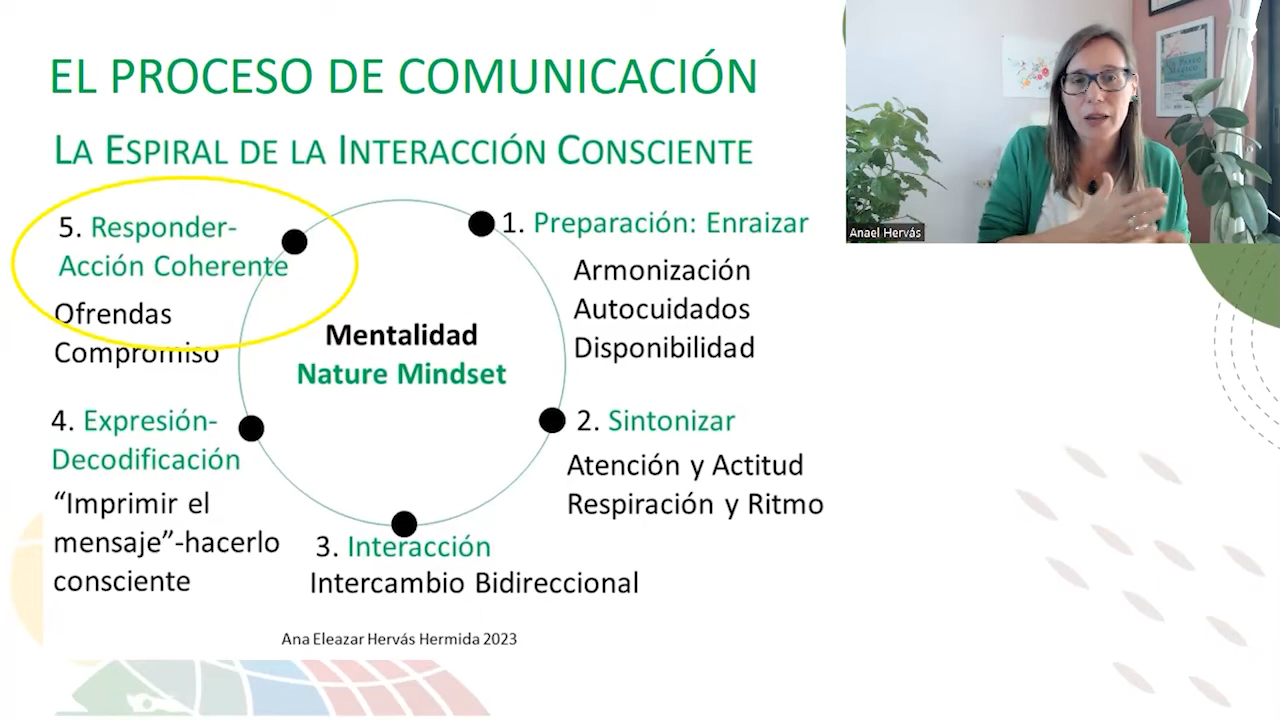 EL PROCESO DE COMUNICACIÓN
LA ESPIRAL DE LA INTERACCIÓN CONSCIENTE
5. Responder-
Acción Coherente
Ofrendas
Compromiso
1. Preparación: Enraizar
Armonización
Autocuidados
Disponibilidad
Mentalidad
Nature Mindset
4. Expresión-
Decodificación
“Imprimir el
mensaje”-hacerlo
consciente
2. Sintonizar
Atención y Actitud
Respiración y Ritmo
3. Interacción
Intercambio Bidireccional
Ana Eleazar Hervás Hermida 2023
Anael Hervás